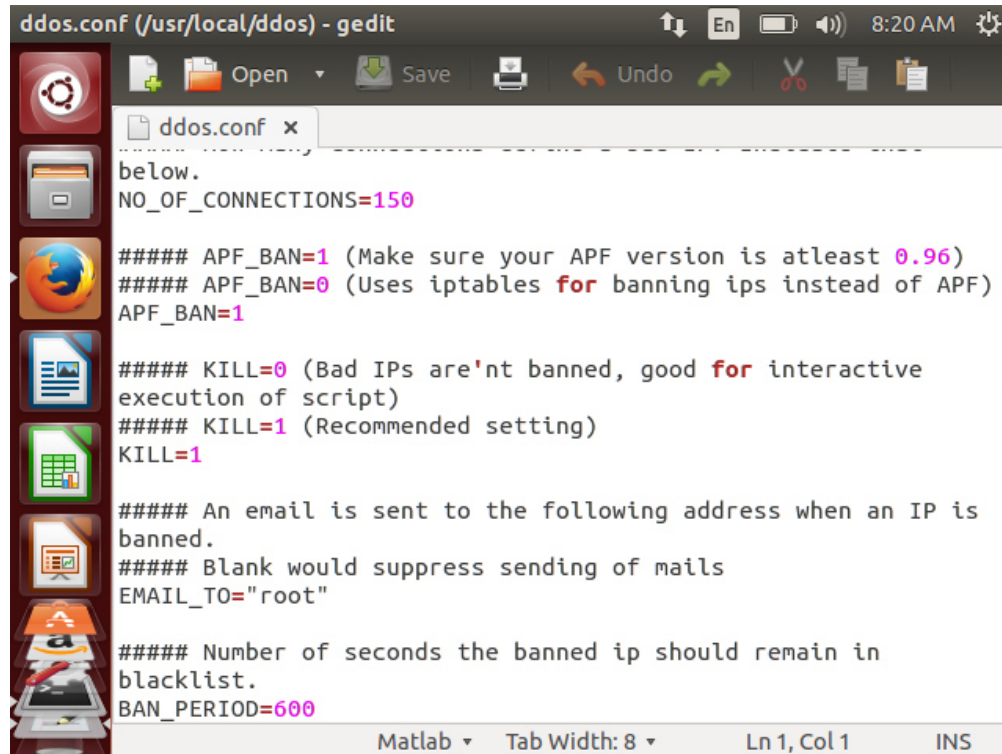 ddos.conf (/usr/local/ddos) - gedit
En
8:20 AM
Open
Save
Undo
ddos.conf x
below.
NO_OF_CONNECTIONS=150
##### APF_BAN=1 (Make sure your APF version is atleast 0.96)
##### APF_BAN=0 (Uses iptables for banning ips instead of APF)
APF_BAN=1
##### KILL=0 (Bad IPs are'nt banned, good for interactive
execution of script)
##### KILL=1 (Recommended setting)
KILL=1
##### An email is sent to the following address when an IP is
banned.
##### Blank would suppress sending of mails
EMAIL_TO="root"
##### Number of seconds the banned ip should remain in
blacklist.
BAN_PERIOD=600
Matlab
Tab Width: 8
Ln 1, Col 1
INS